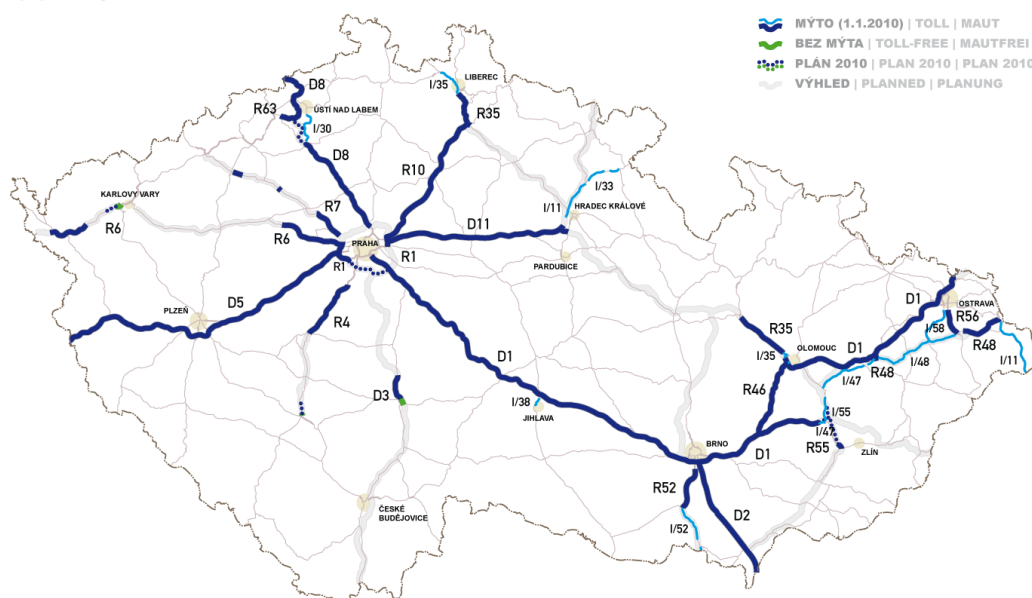 MÝTO (1.1.2010) | TOLL | MAUT
BEZ MÝTA | TOLL-FREE | MAUTFREI
PLÁN 2010 | PLAN 2010 | PLAN 2010
VÝHLED | PLANNED | PLANUNG
D8
I/35
LIBEREC
R63
ÚSTÍ NAD LABEM
R35
I/30
D8
R10
I/33
KARLOVY VARY
R7
I/11
HRADEC KRÁLOVÉ
R6
R6
D11
PRAHA
R1
R1
PARDUBICE
D5
PLZEŇ
R4
D1
OSTRAVA
R56
R35
I/58
OLOMOUC
D1
R48
I/35
I/48
I/11
D1
R48
R46
I/47
D3
I/38
JIHLAVA
I/55
I/47
BRNO
D1
R55
ZLÍN
R52
ČESKÉ
BUDĚJOVICE
D2
I/52